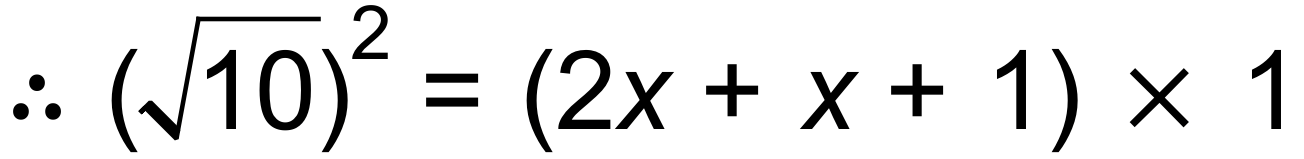 ∴ (√10)² = (2x + x + 1) × 1